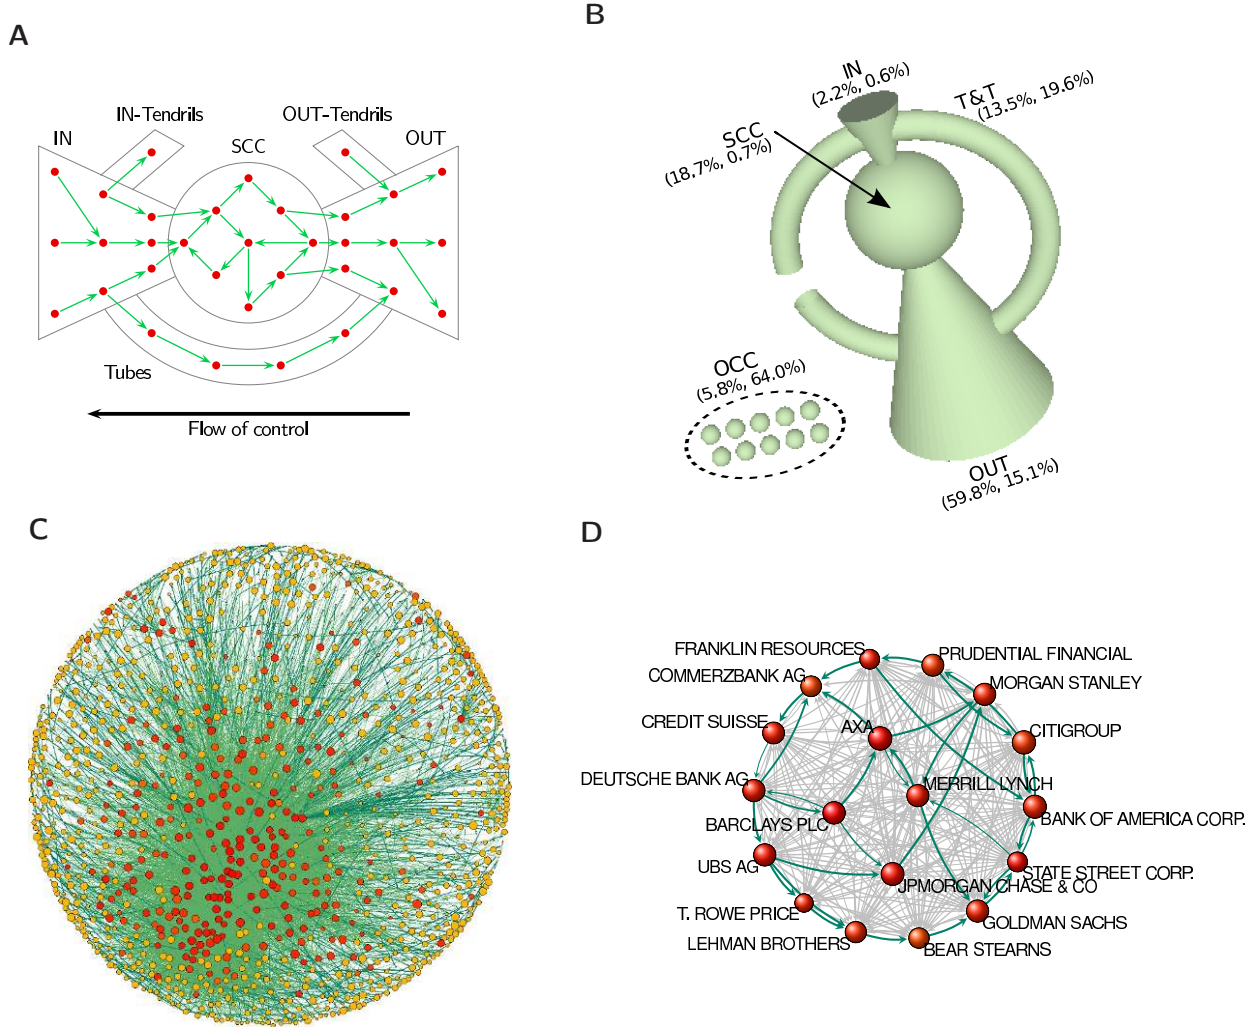 A
IN
IN-Tendrils
SCC
OUT-Tendrils
OUT
Tubes
Flow of control
B
IN
(2.2%, 0.6%)
T&T
(13.5%, 19.6%)
SCC
(18,7%, 0.7%)
OCC
(5,8%, 64.0%)
OUT
(59.8%, 15.1%)
C
D
FRANKLIN RESOURCES
PRUDENTIAL FINANCIAL
COMMERZBANK AG
MORGAN STANLEY
CREDIT SUISSE
AXA
CITIGROUP
DEUTSCHE BANK AG
MERRILL LYNCH
BARCLAYS PLC
BANK OF AMERICA CORP.
UBS AG
STATE STREET CORP.
JPMORGAN CHASE & CO
T. ROWE PRICE
GOLDMAN SACHS
LEHMAN BROTHERS
BEAR STEARNS